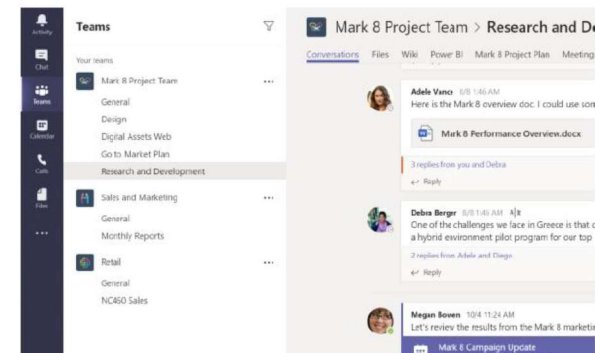 Activity
Chat
Teams
Calendar
Calls
Files
Teams
Your teams
Mark 8 Project Team
General
Design
Digital Assets Web
Go to Market Plan
Research and Development
Sales and Marketing
General
Monthly Reports
Retail
General
NC460 Sales
Mark 8 Project Team > Research and De
Conversations Files Wiki Power BI Mark 8 Project Plan Meeting
Adele Vance 8/8 1:46 AM
Here is the Mark 8 overview doc. I could use som
Mark 8 Performance Overview.docx
3 replies from you and Debra
Reply
Debra Berger 8/8 1:46 AM
One of the challenges we face in Greece is that
a hybrid environment pilot program for our top
2 replies from Adele and Diego
Reply
Megan Bowen 10/4 11:24 AM
Let's review the results from the Mark 8 marketin
Mark 8 Campaign Update